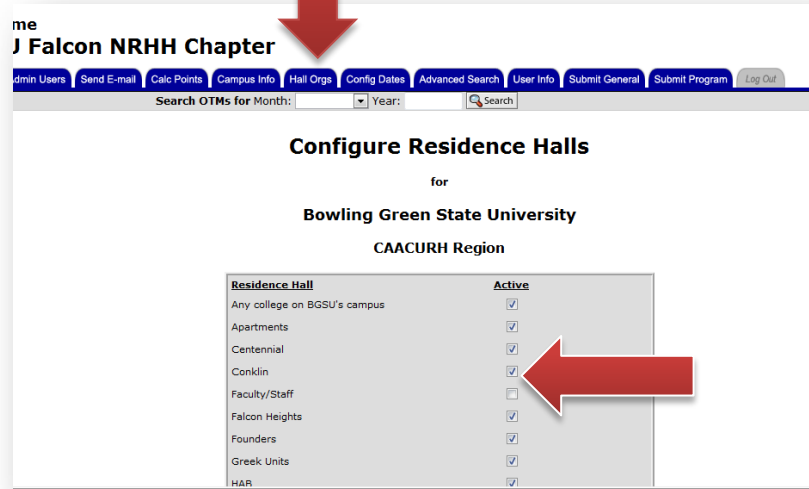 me
U Falcon NRHH Chapter
dmin Users Send E-mail Calc Points Campus Info Hall Orgs Config Dates Advanced Search User Info Submit General Submit Program Log Out
Search OTMs for Month: Year: Search
Configure Residence Halls
for
Bowling Green State University
CAACURH Region
Residence Hall Active
Any college on BGSU's campus
Apartments
Centennial
Conklin
Faculty/Staff
Falcon Heights
Founders
Greek Units
HAB